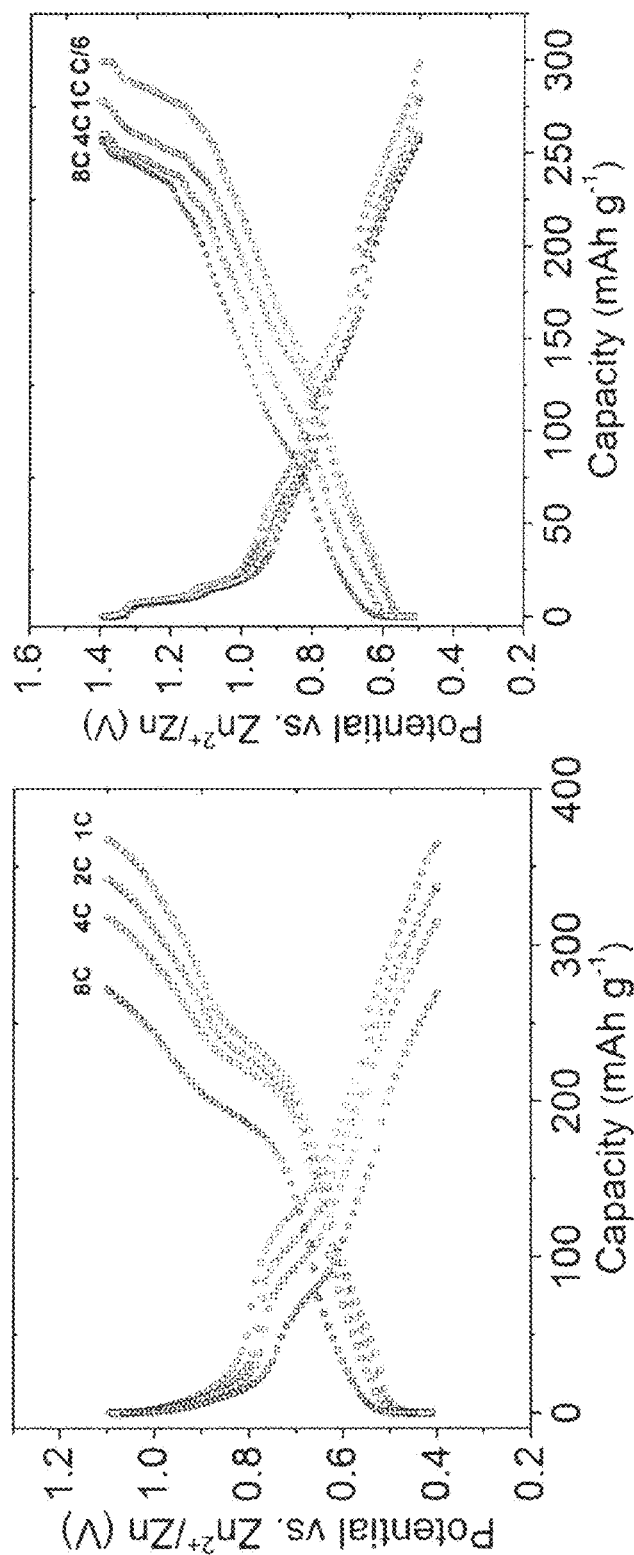 Potential vs. Zn²⁺/Zn (V)
1.2
1.0
0.8
0.6
0.4
0.2
8C 4C 2C 1C
0 100 200 300 400
Capacity (mAh g⁻¹)
Potential vs. Zn²⁺/Zn (V)
1.6
1.4
1.2
1.0
0.8
0.6
0.4
0.2
8C 4C 1C C/6
0 50 100 150 200 250 300
Capacity (mAh g⁻¹)